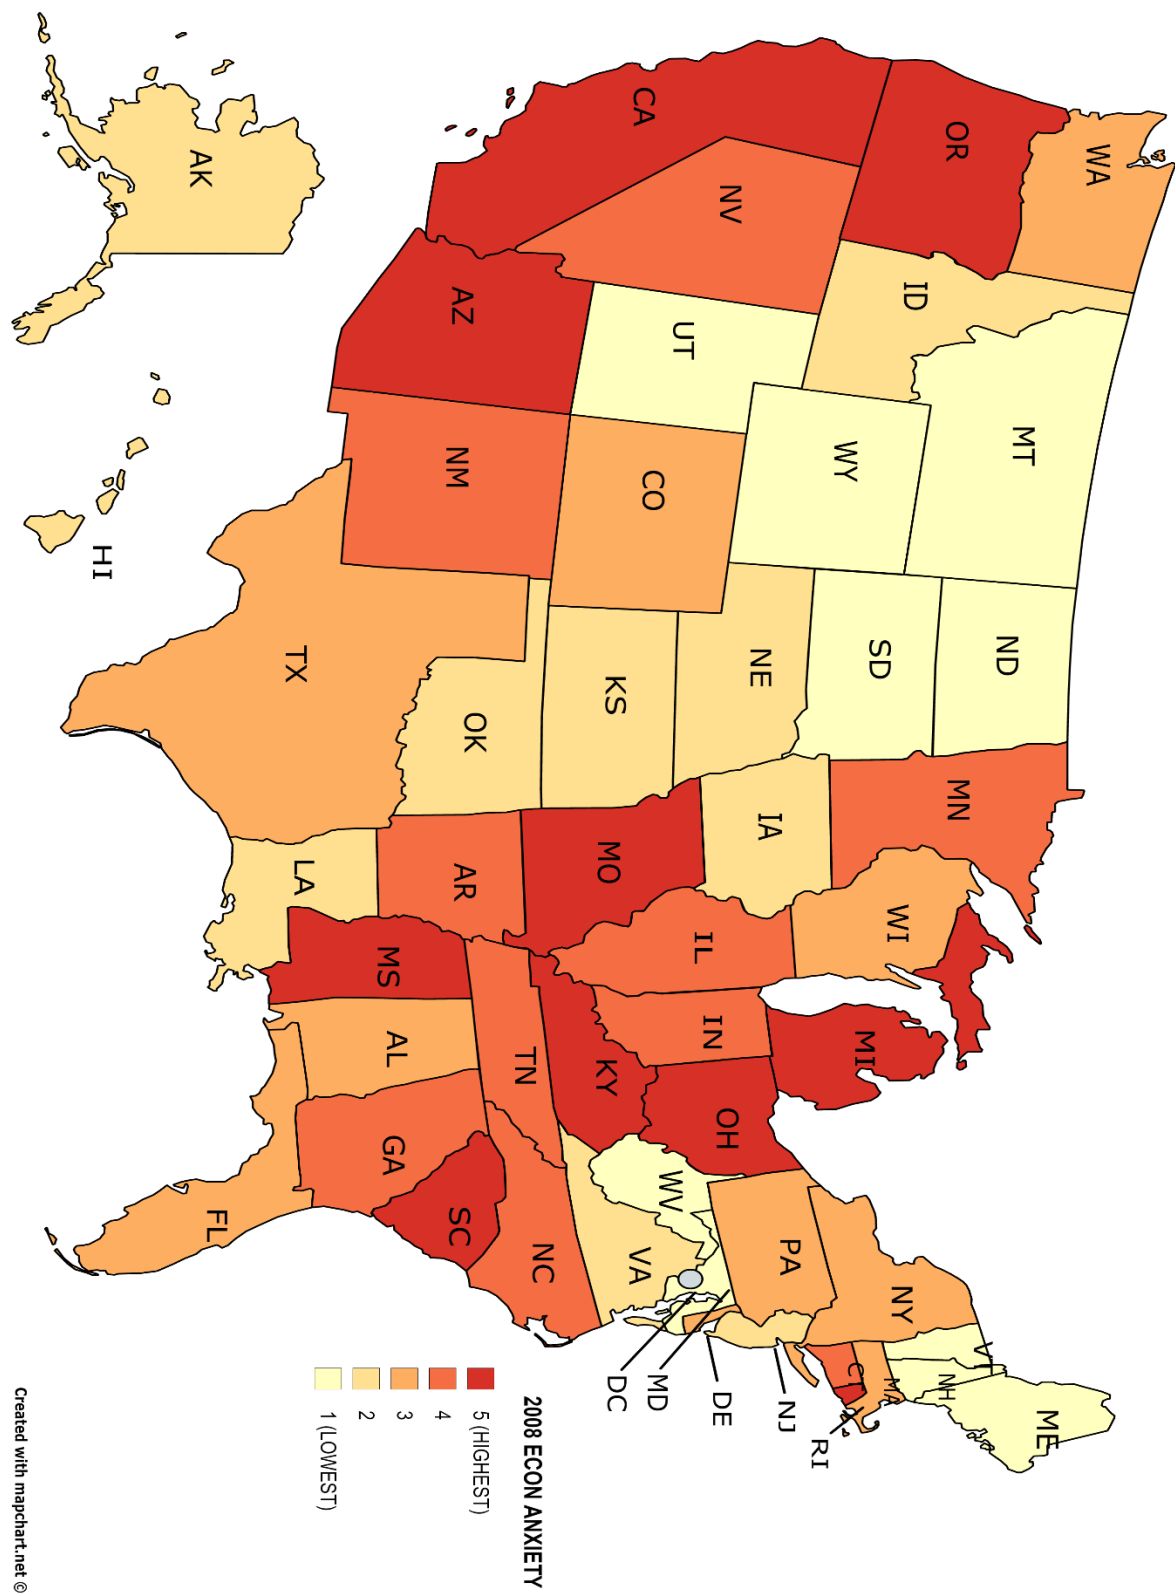 WA
OR
CA
NV
ID
MT
WY
UT
AZ
CO
NM
ND
SD
NE
KS
OK
TX
MN
IA
MO
AR
LA
WI
IL
MI
IN
OH
KY
TN
MS
AL
GA
FL
SC
NC
VA
WV
PA
NY
ME
NH
MA
CT
RI
NJ
DE
MD
DC
AK
HI
2008 ECON ANXIETY
5 (HIGHEST)
4
3
2
1 (LOWEST)
Created with mapchart.net ©